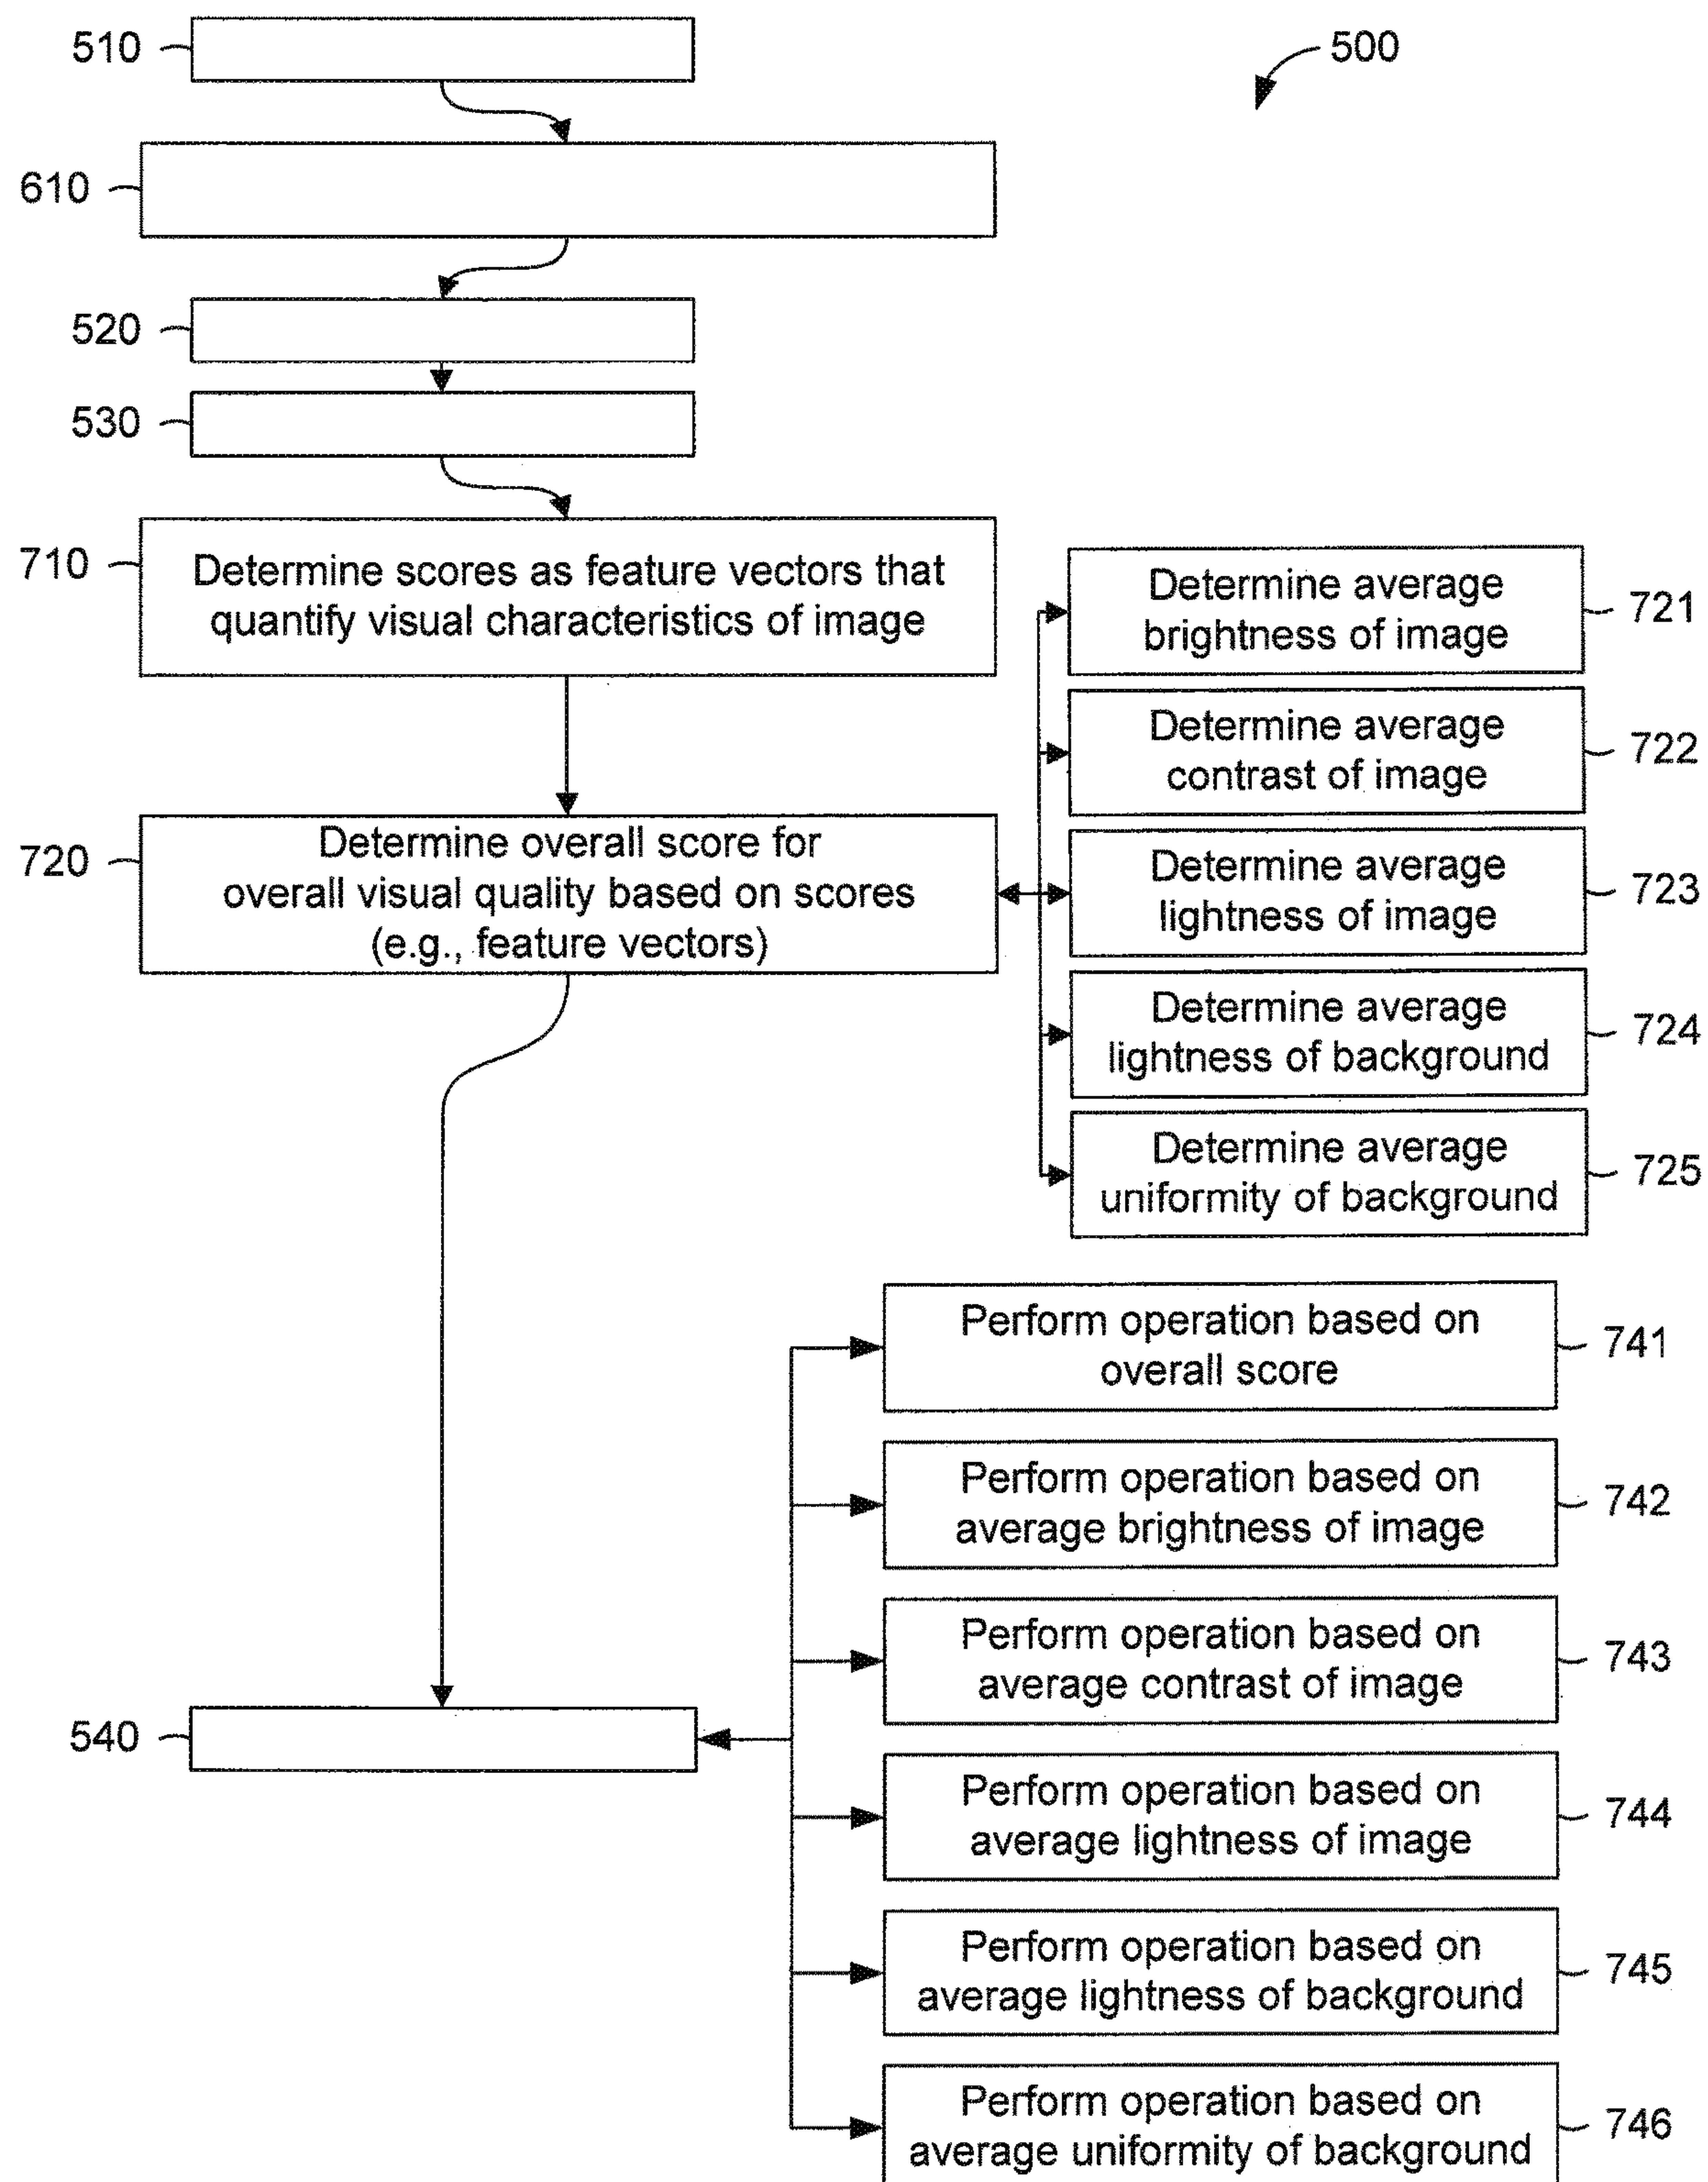 510
500
610
520
530
710
Determine scores as feature vectors that
quantify visual characteristics of image
Determine average
brightness of image
721
Determine average
contrast of image
722
720
Determine overall score for
overall visual quality based on scores
(e.g., feature vectors)
Determine average
lightness of image
723
Determine average
lightness of background
724
Determine average
uniformity of background
725
Perform operation based on
overall score
741
Perform operation based on
average brightness of image
742
Perform operation based on
average contrast of image
743
540
Perform operation based on
average lightness of image
744
Perform operation based on
average lightness of background
745
Perform operation based on
average uniformity of background
746